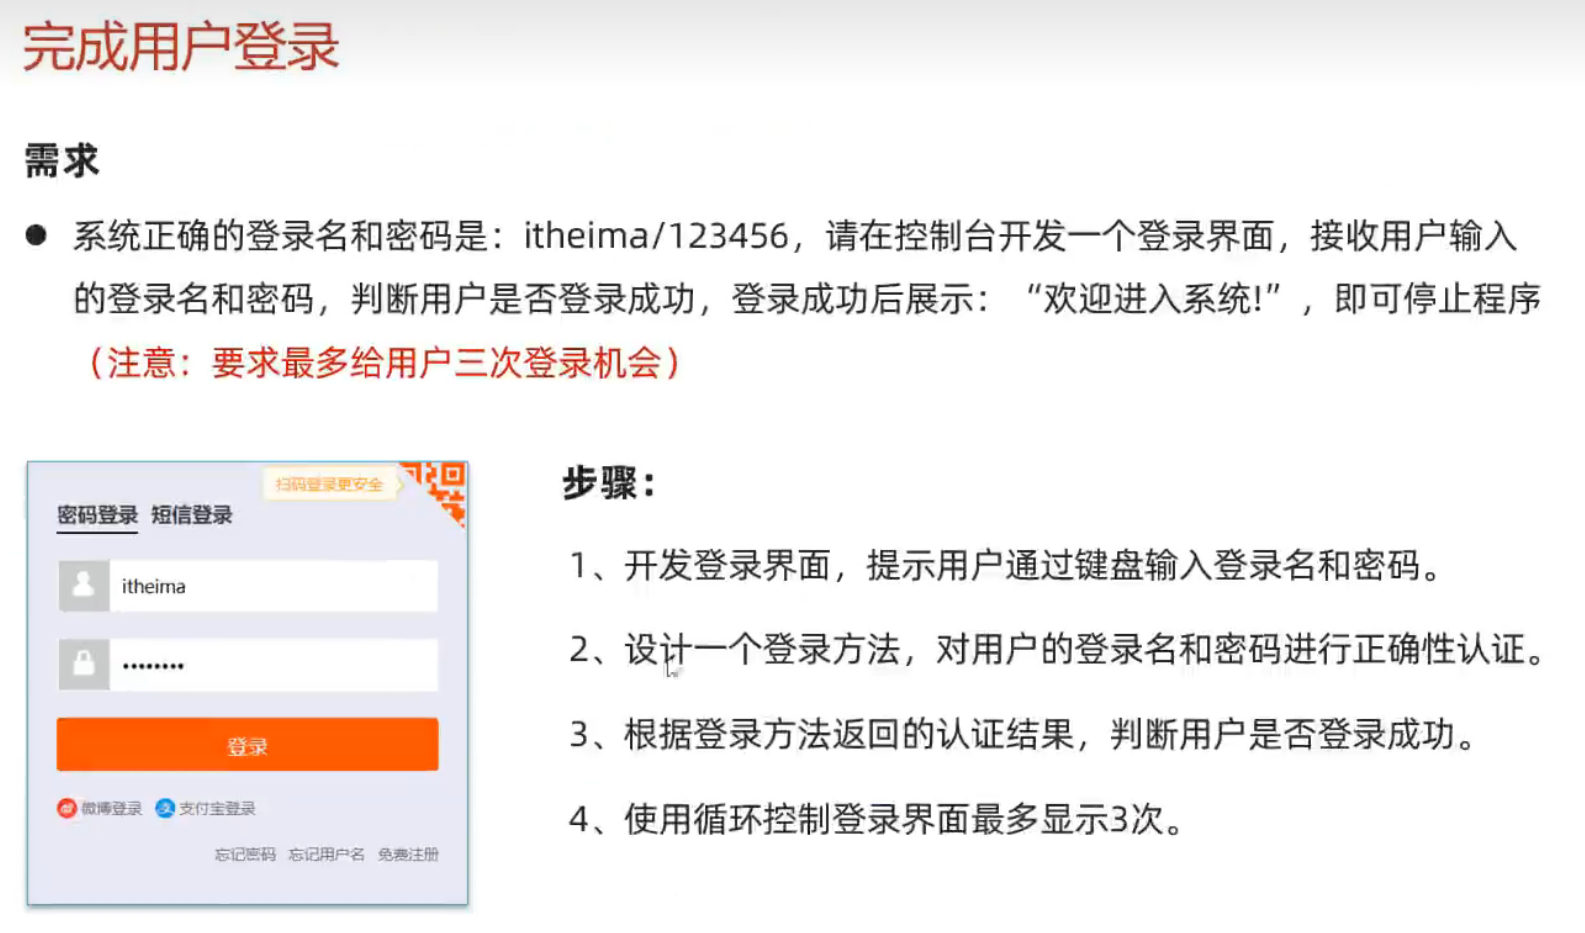 完成用户登录
需求
● 系统正确的登录名和密码是：itheima/123456，请在控制台开发一个登录界面，接收用户输入
的登录名和密码，判断用户是否登录成功，登录成功后展示：“欢迎进入系统!”，即可停止程序
（注意：要求最多给用户三次登录机会）
扫码登录更安全
密码登录 短信登录
itheima
••••••••
登录
微博登录 支付宝登录
忘记密码 忘记用户名 免费注册
步骤：
1、开发登录界面，提示用户通过键盘输入登录名和密码。
2、设计一个登录方法，对用户的登录名和密码进行正确性认证。
3、根据登录方法返回的认证结果，判断用户是否登录成功。
4、使用循环控制登录界面最多显示3次。